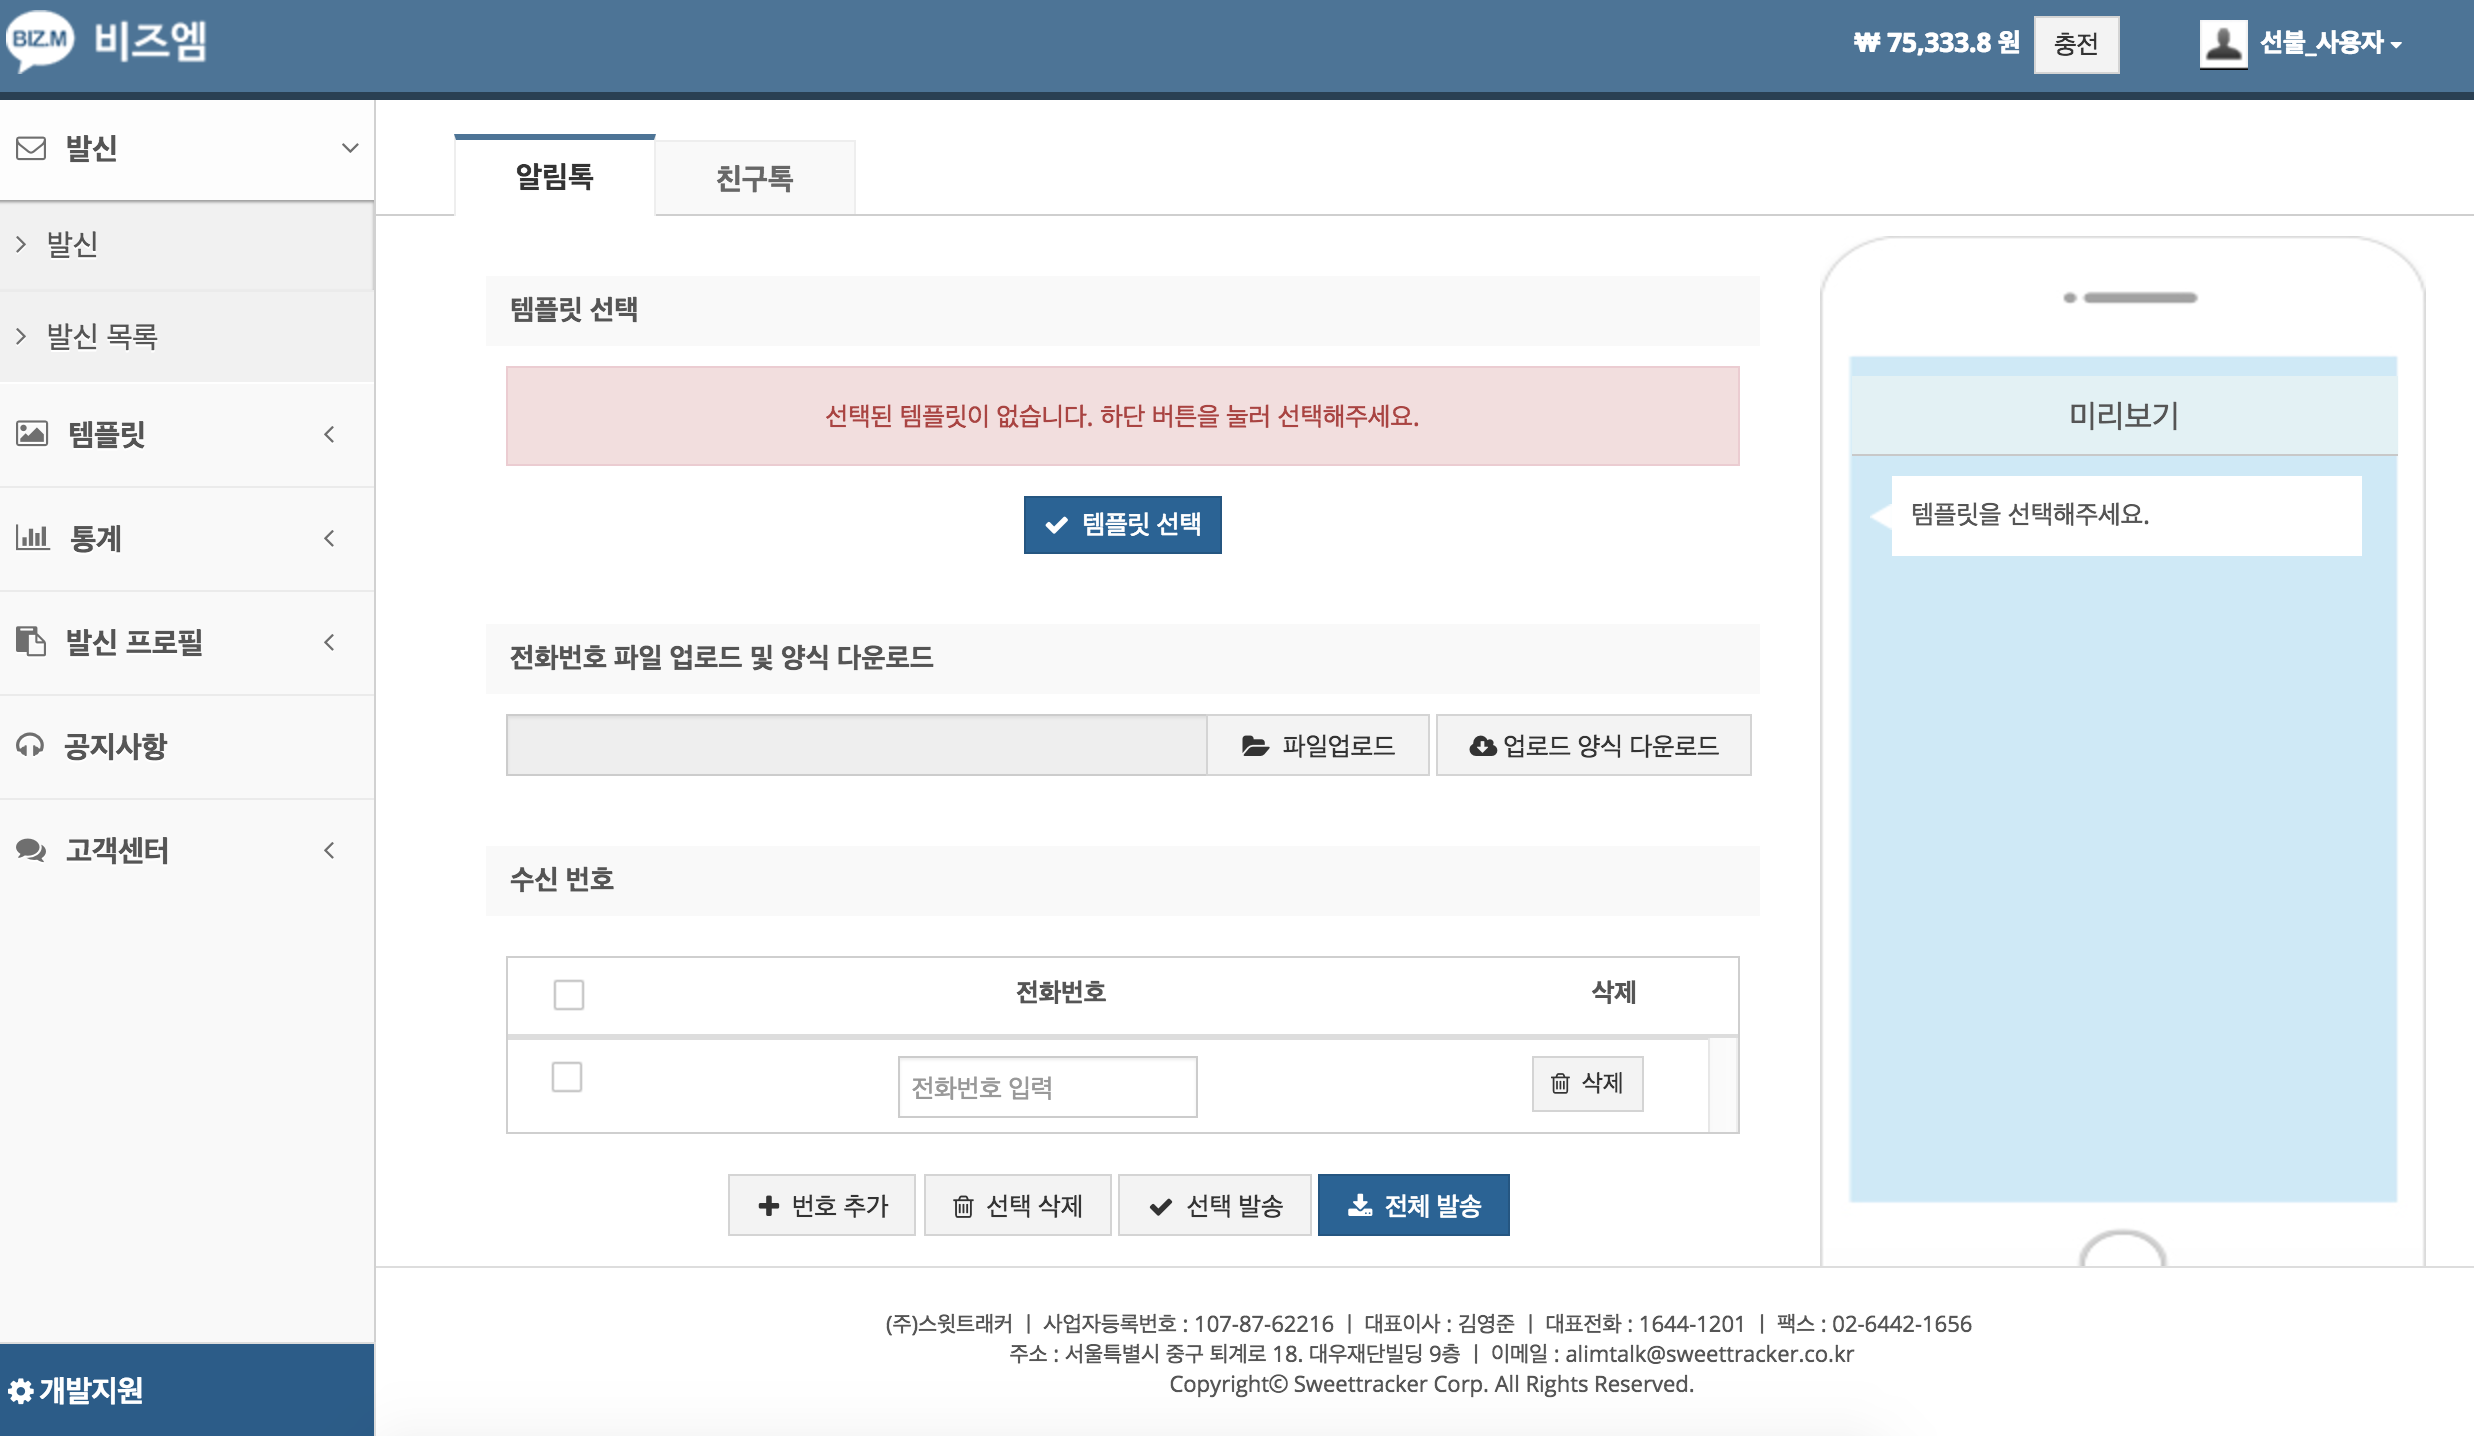 BIZ.M 비즈엠
₩ 75,333.8 원 충전 선불_사용자
발신
발신
발신 목록
템플릿
통계
발신 프로필
공지사항
고객센터
개발지원
알림톡 친구톡
템플릿 선택
선택된 템플릿이 없습니다. 하단 버튼을 눌러 선택해주세요.
템플릿 선택
전화번호 파일 업로드 및 양식 다운로드
파일업로드 업로드 양식 다운로드
수신 번호
전화번호 삭제
전화번호 입력 삭제
번호 추가 선택 삭제 선택 발송 전체 발송
미리보기
템플릿을 선택해주세요.
(주)스윗트래커 | 사업자등록번호 : 107-87-62216 | 대표이사 : 김영준 | 대표전화 : 1644-1201 | 팩스 : 02-6442-1656
주소 : 서울특별시 중구 퇴계로 18. 대우재단빌딩 9층 | 이메일 : alimtalk@sweettracker.co.kr
Copyright© Sweettracker Corp. All Rights Reserved.